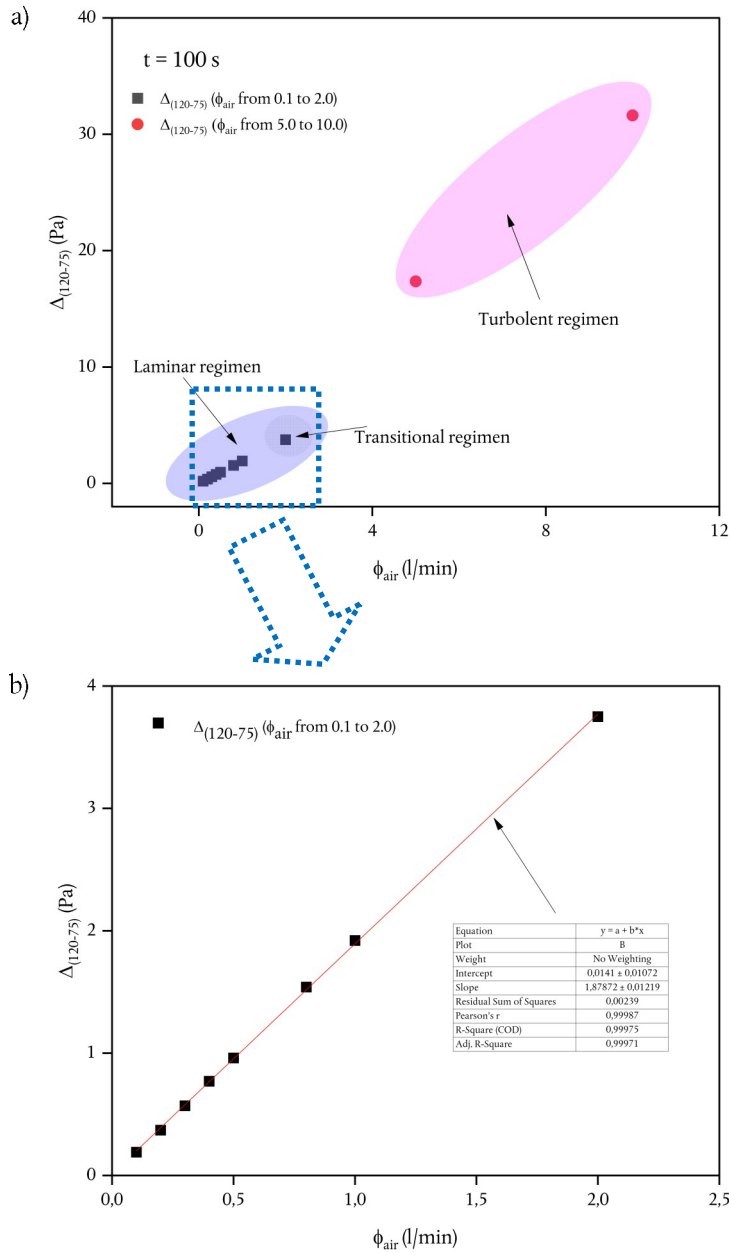 a)
40
30
20
10
0
Δ(120-75) (Pa)
t = 100 s
Δ(120-75) (ϕair from 0.1 to 2.0)
Δ(120-75) (ϕair from 5.0 to 10.0)
Turbolent regimen
Laminar regimen
Transitional regimen
0 4 8 12
ϕair (l/min)
b)
4
3
2
1
0
Δ(120-75) (Pa)
Δ(120-75) (ϕair from 0.1 to 2.0)
Equation y = a + b*x
Plot B
Weight No Weighting
Intercept 0,0141 ± 0,01072
Slope 1,87872 ± 0,01219
Residual Sum of Squares 0,00239
Pearson's r 0,99987
R-Square (COD) 0,99975
Adj. R-Square 0,99971
0,0 0,5 1,0 1,5 2,0 2,5
ϕair (l/min)